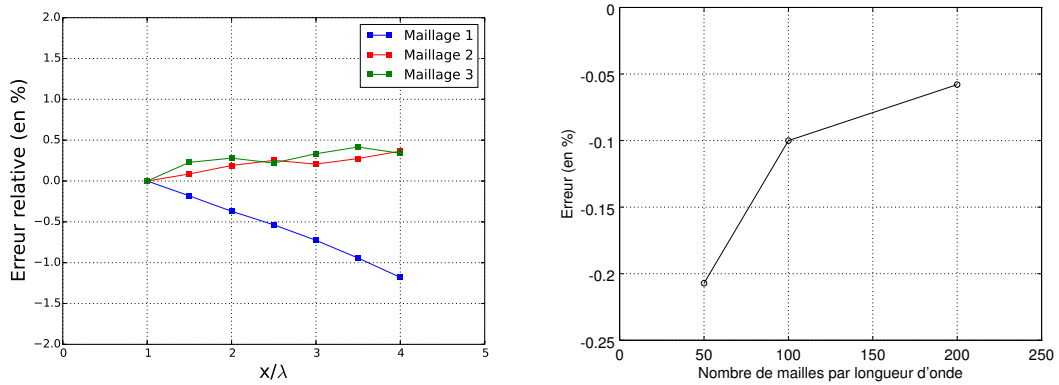 2.0
1.5
1.0
0.5
0.0
−0.5
−1.0
−1.5
−2.0
Erreur relative (en %)
Maillage 1
Maillage 2
Maillage 3
0 1 2 3 4 5
x/λ
0
-0.05
-0.1
-0.15
-0.2
-0.25
Erreur (en %)
0 50 100 150 200 250
Nombre de mailles par longueur d'onde